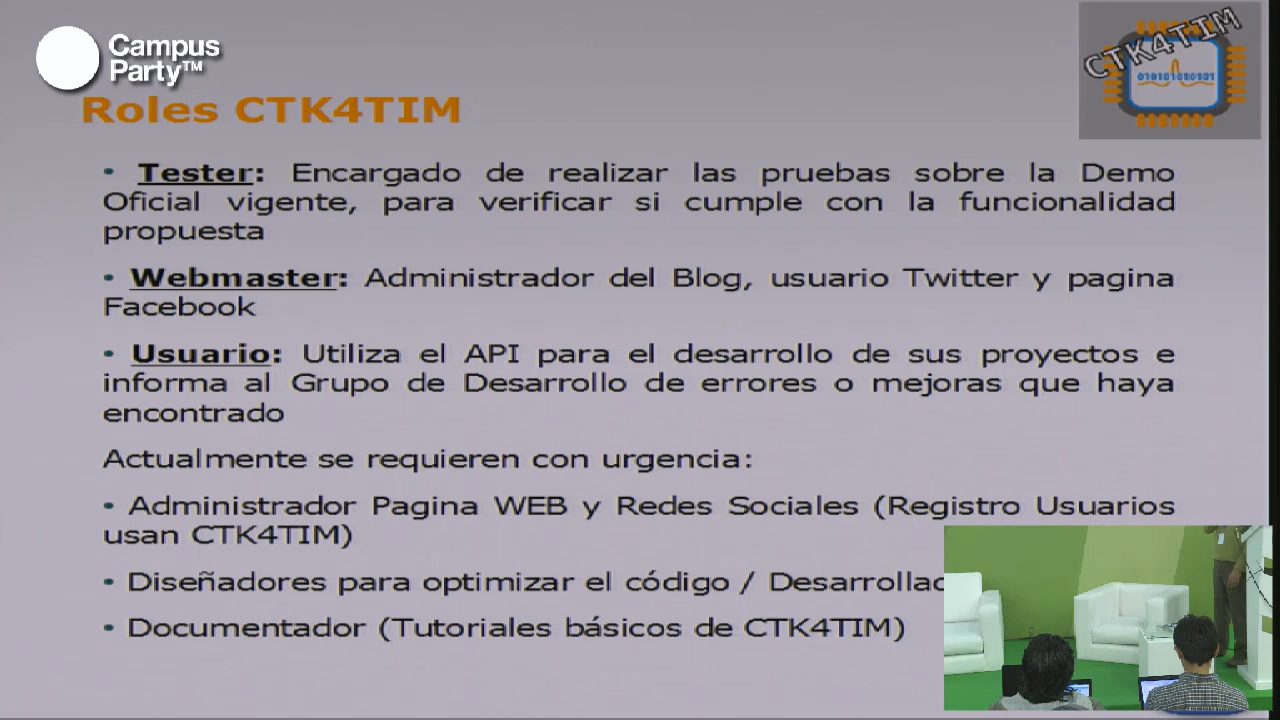 Campus
Party™
CTK4TIM
010101010101
Roles CTK4TIM
• Tester: Encargado de realizar las pruebas sobre la Demo
Oficial vigente, para verificar si cumple con la funcionalidad
propuesta
• Webmaster: Administrador del Blog, usuario Twitter y pagina
Facebook
• Usuario: Utiliza el API para el desarrollo de sus proyectos e
informa al Grupo de Desarrollo de errores o mejoras que haya
encontrado
Actualmente se requieren con urgencia:
• Administrador Pagina WEB y Redes Sociales (Registro Usuarios
usan CTK4TIM)
• Diseñadores para optimizar el código /
• Documentador (Tutoriales básicos de CTK4TIM)